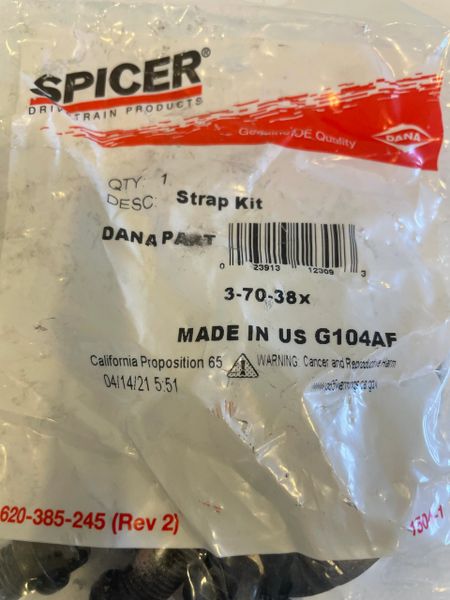 SPICER®
DRIVETRAIN PRODUCTS
Genuine OE Quality
DANA
QTY: 1
DESC: Strap Kit
DANA PART
0 23913 12309 3
3-70-38x
MADE IN US G104AF
California Proposition 65 WARNING: Cancer and Reproductive Harm
04/14/21 5:51
620-385-245 (Rev 2)